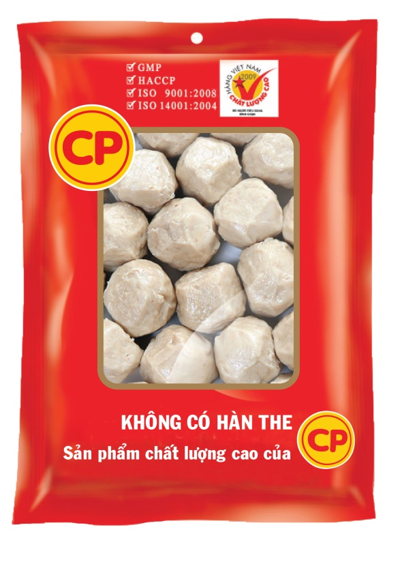 ☑ GMP
☑ HACCP
☑ ISO 9001:2008
☑ ISO 14001:2004
HÀNG VIỆT NAM
2009
CHẤT LƯỢNG CAO
CP
KHÔNG CÓ HÀN THE
Sản phẩm chất lượng cao của CP